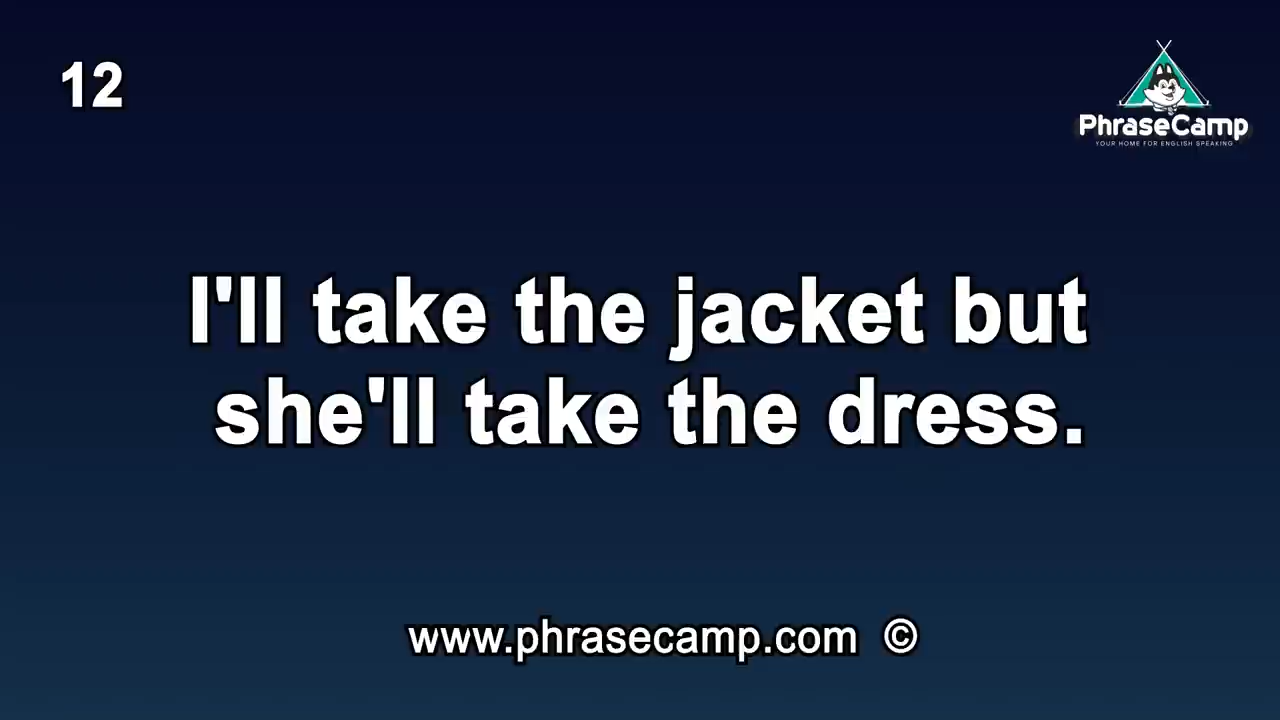 12
PhraseCamp
YOUR HOME FOR ENGLISH SPEAKING
I'll take the jacket but
she'll take the dress.
www.phrasecamp.com ©